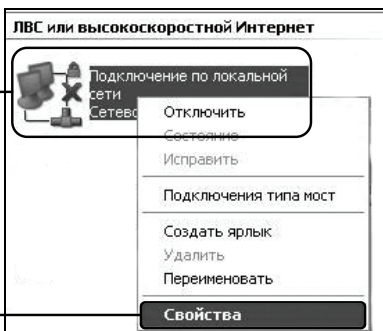 ЛВС или высокоскоростной Интернет
Подключение по локальной
сети
Сетево
Отключить
Состояние
Исправить
Подключения типа мост
Создать ярлык
Удалить
Переименовать
Свойства